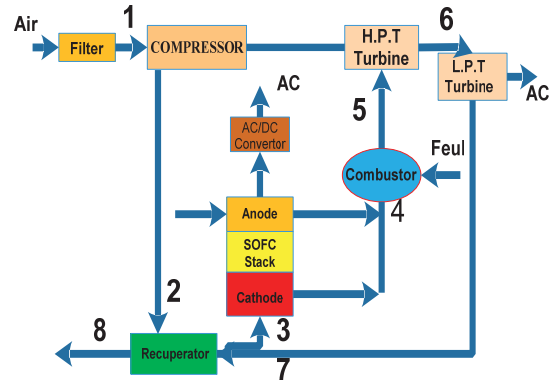 Air
Filter
1
COMPRESSOR
H.P.T
Turbine
6
L.P.T
Turbine
AC
AC
5
AC/DC
Convertor
Feul
Combustor
4
Anode
SOFC
Stack
Cathode
2
3
8
Recuperator
7